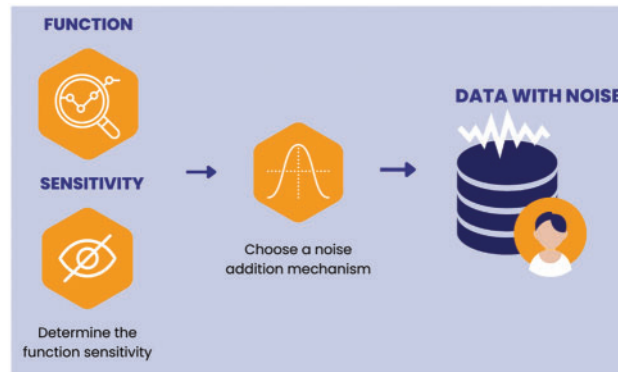 FUNCTION
SENSITIVITY
Determine the
function sensitivity
Choose a noise
addition mechanism
DATA WITH NOISE